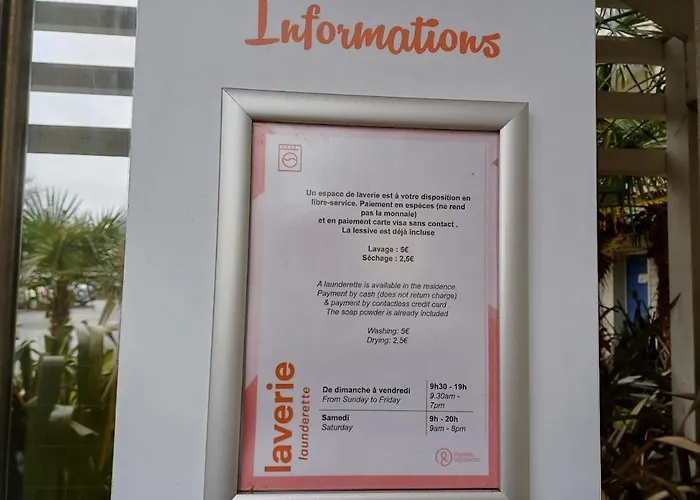 Informations
Un espace de laverie est à votre disposition en
libre-service. Paiement en espèces (ne rend
pas la monnaie)
et en paiement carte visa sans contact .
La lessive est déjà incluse
Lavage : 5€
Séchage : 2,5€
A launderette is available in the residence.
Payment by cash (does not return charge)
& payment by contactless credit card
The soap powder is already included
Washing: 5€
Drying: 2,5€
laverie
launderette
De dimanche à vendredi
From Sunday to Friday
9h30 - 19h
9.30am -
7pm
Samedi
Saturday
9h - 20h
9am - 8pm